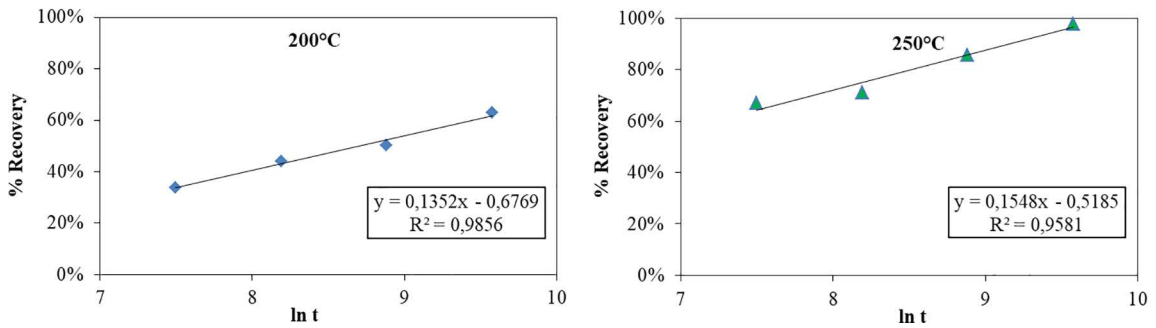 100%
200°C
80%
60%
% Recovery
40%
y = 0,1352x - 0,6769
R² = 0,9856
20%
0%
7 8 9 10
ln t
100%
250°C
80%
60%
% Recovery
40%
y = 0,1548x - 0,5185
R² = 0,9581
20%
0%
7 8 9 10
ln t